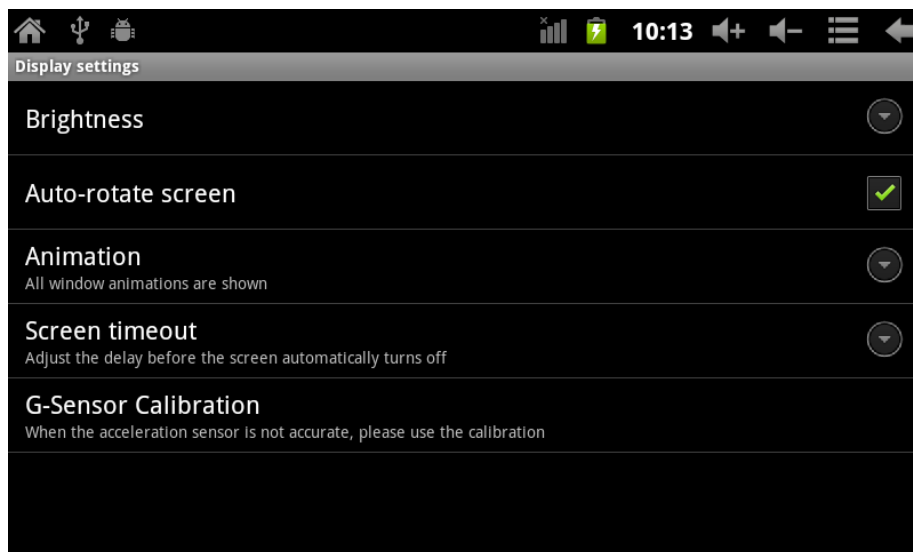 10:13
Display settings
Brightness
Auto-rotate screen
Animation
All window animations are shown
Screen timeout
Adjust the delay before the screen automatically turns off
G-Sensor Calibration
When the acceleration sensor is not accurate, please use the calibration